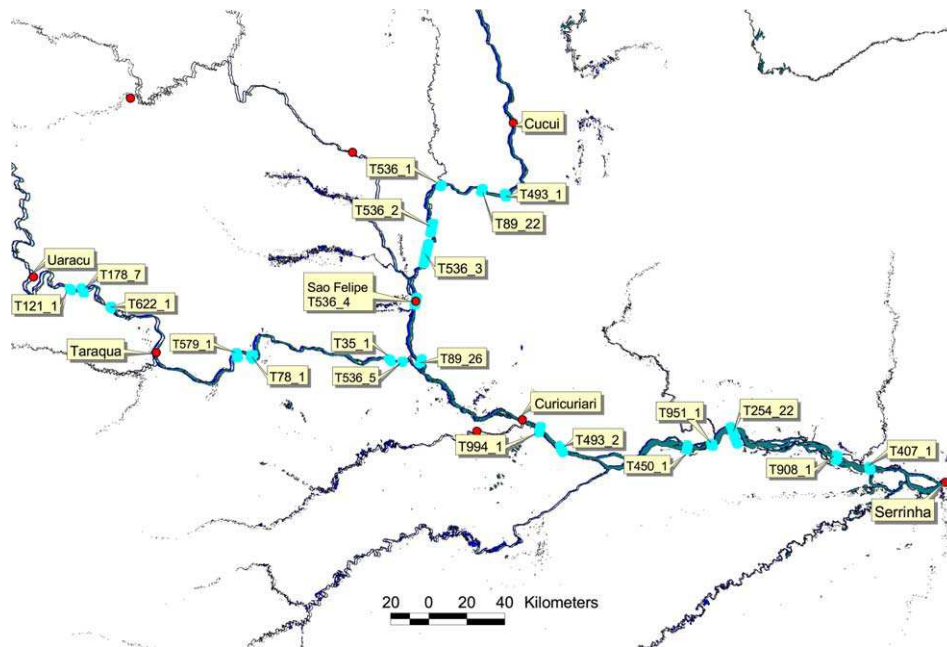 Cucui
T536_1
T493_1
T536_2
T89_22
Uaracu
T178_7
T536_3
Sao Felipe
T536_4
T121_1
T622_1
T579_1
T35_1
Taraqua
T78_1
T536_5
T89_26
Curicuriari
T951_1
T254_22
T994_1
T493_2
T450_1
T908_1
T407_1
Serrinha
20 0 20 40 Kilometers